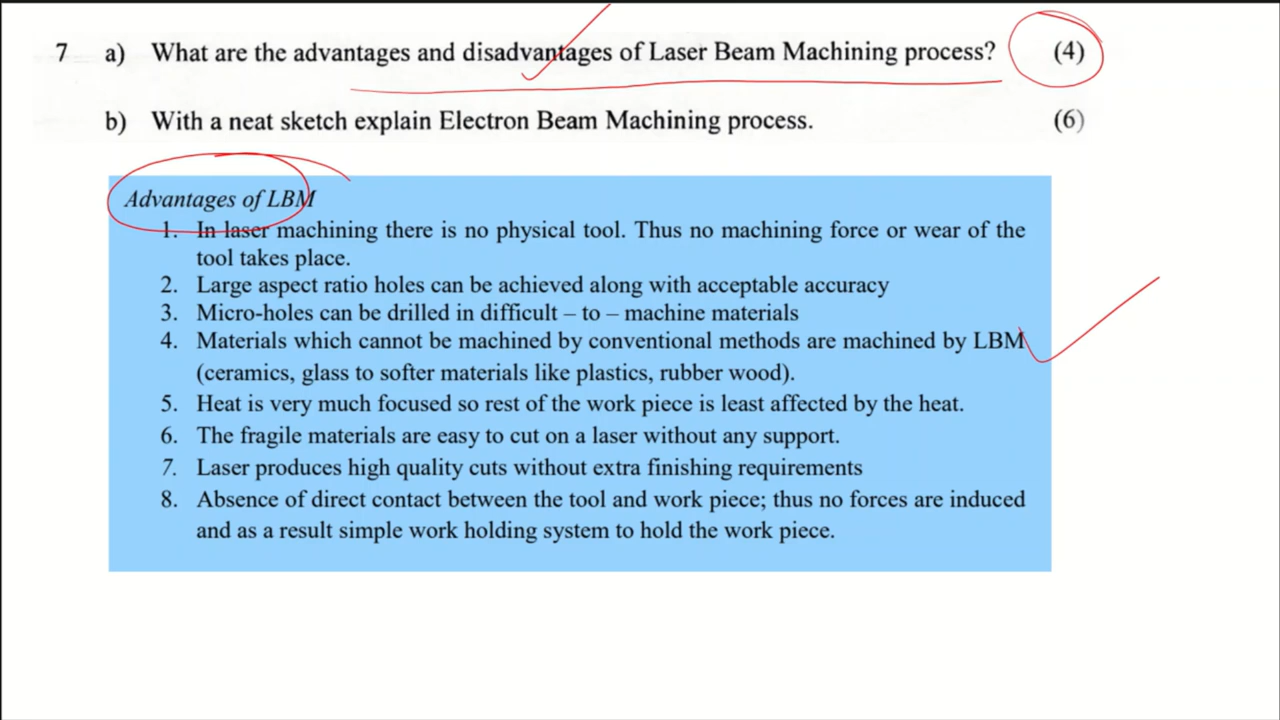 7 a) What are the advantages and disadvantages of Laser Beam Machining process? (4)
b) With a neat sketch explain Electron Beam Machining process. (6)
Advantages of LBM
1. In laser machining there is no physical tool. Thus no machining force or wear of the
tool takes place.
2. Large aspect ratio holes can be achieved along with acceptable accuracy
3. Micro-holes can be drilled in difficult – to – machine materials
4. Materials which cannot be machined by conventional methods are machined by LBM
(ceramics, glass to softer materials like plastics, rubber wood).
5. Heat is very much focused so rest of the work piece is least affected by the heat.
6. The fragile materials are easy to cut on a laser without any support.
7. Laser produces high quality cuts without extra finishing requirements
8. Absence of direct contact between the tool and work piece; thus no forces are induced
and as a result simple work holding system to hold the work piece.